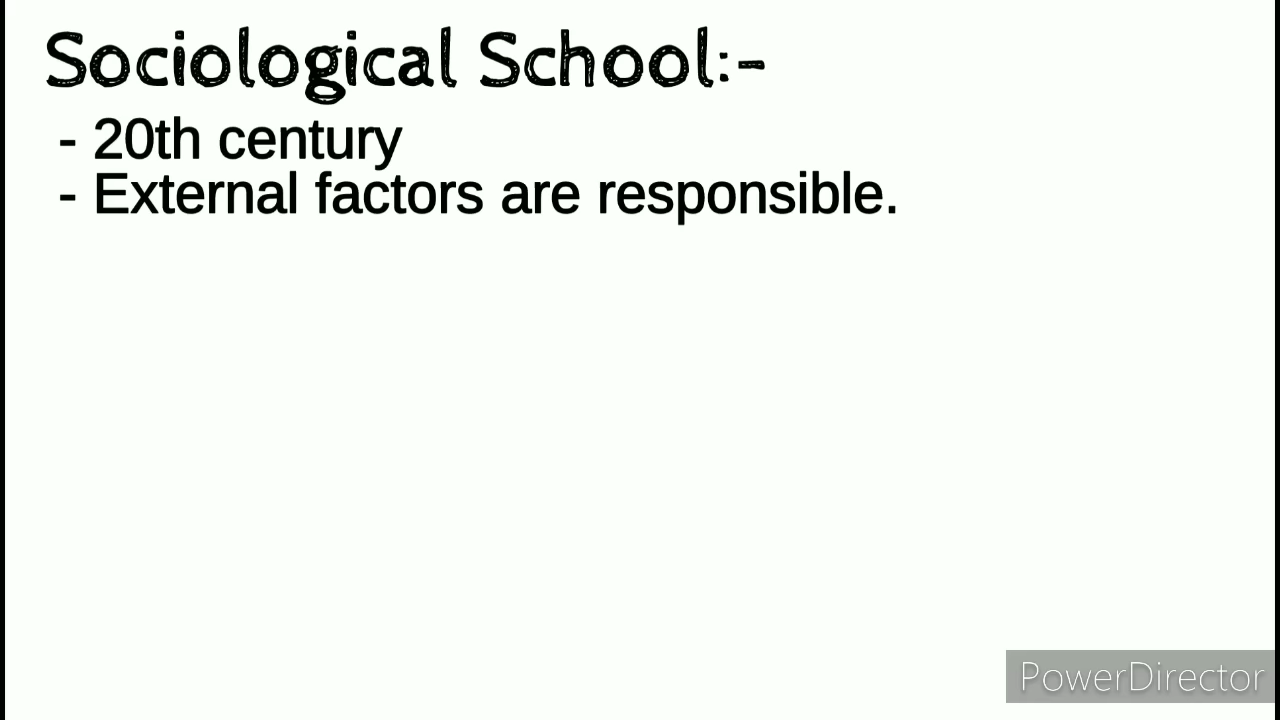 Sociological School:-
- 20th century
- External factors are responsible.
PowerDirector